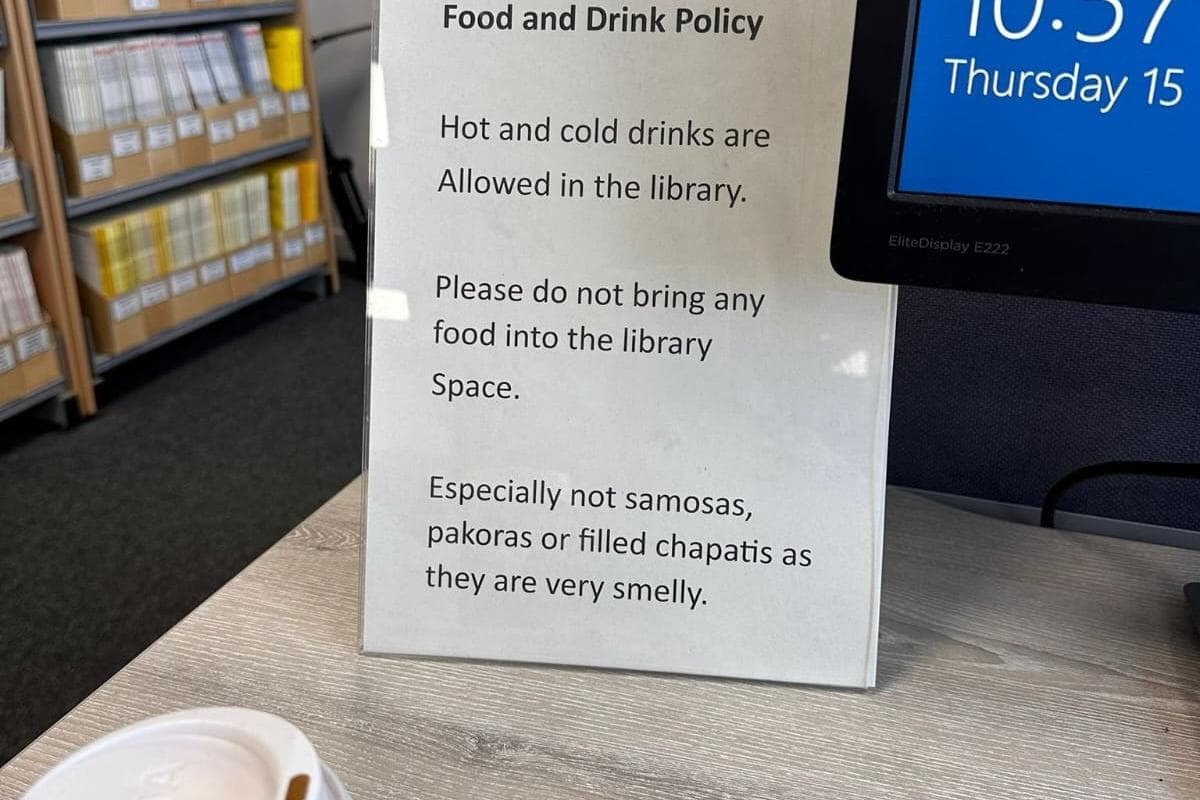 Food and Drink Policy
Hot and cold drinks are
Allowed in the library.
Please do not bring any
food into the library
Space.
Especially not samosas,
pakoras or filled chapatis as
they are very smelly.
10:57
Thursday 15
EliteDisplay E222